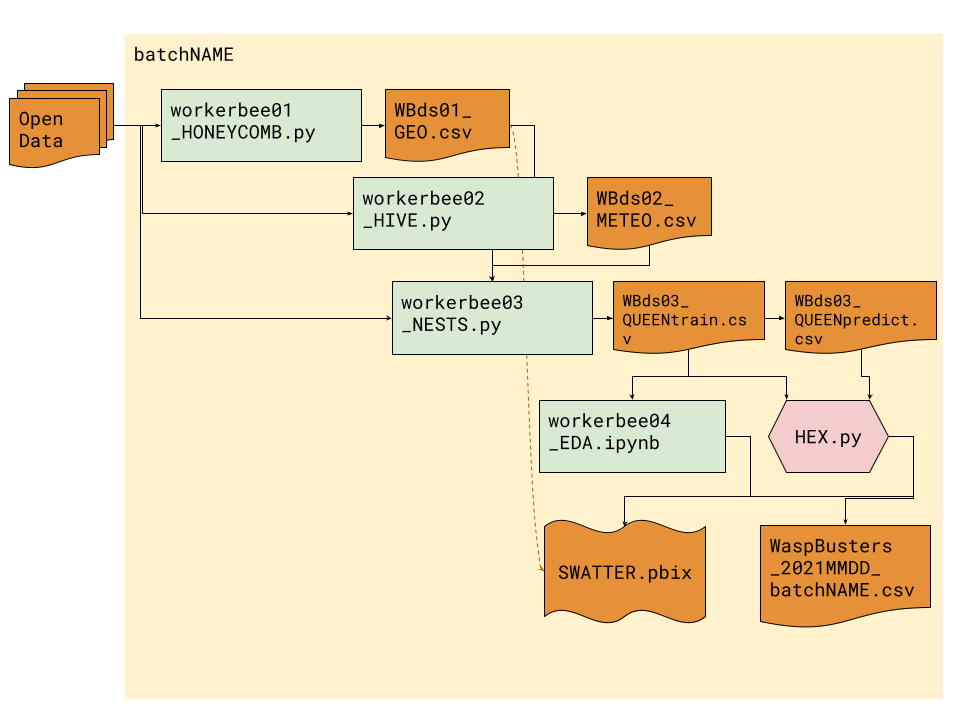 batchNAME
Open
Data
workerbee01
_HONEYCOMB.py
WBds01_
GEO.csv
workerbee02
_HIVE.py
WBds02_
METEO.csv
workerbee03
_NESTS.py
WBds03_
QUEENtrain.cs
v
WBds03_
QUEENpredict.
csv
workerbee04
_EDA.ipynb
HEX.py
SWATTER.pbix
WaspBusters
_2021MMDD_
batchNAME.csv